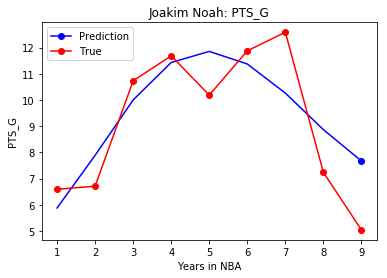 Joakim Noah: PTS_G
Prediction
True
12
11
10
9
8
7
6
5
PTS_G
1 2 3 4 5 6 7 8 9
Years in NBA